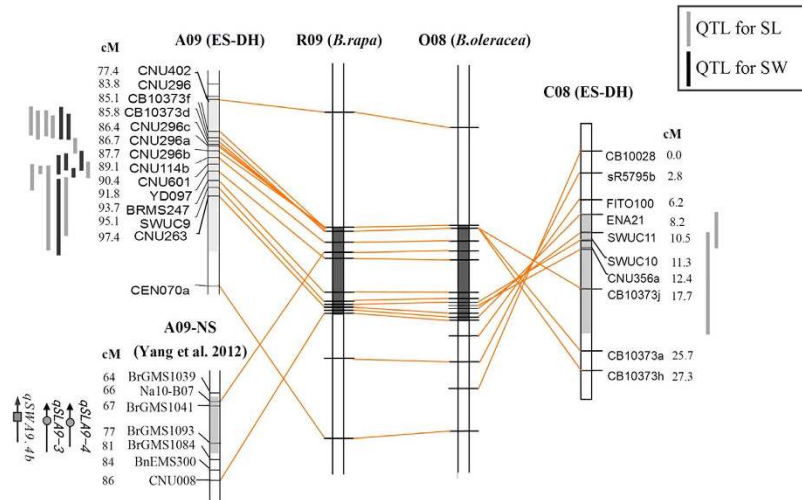 QTL for SL
QTL for SW
A09 (ES-DH)
R09 (B.rapa)
O08 (B.oleracea)
C08 (ES-DH)
cM
77.4 CNU402
83.8 CNU296
85.1 CB10373f
85.8 CB10373d
86.4 CNU296c
86.7 CNU296a
87.7 CNU296b
89.1 CNU114b
90.4 CNU601
91.8 YD097
93.7 BRMS247
95.1 SWUC9
97.4 CNU263
CEN070a
cM
CB10028 0.0
sR5795b 2.8
FITO100 6.2
ENA21 8.2
SWUC11 10.5
SWUC10 11.3
CNU356a 12.4
CB10373j 17.7
CB10373a 25.7
CB10373h 27.3
A09-NS
(Yang et al. 2012)
cM
64 BrGMS1039
66 Na10-B07
67 BrGMS1041
77 BrGMS1093
81 BrGMS1084
84 BnEMS300
86 CNU008
qSWA9.4b
qSLA9-3
qSLA9-4